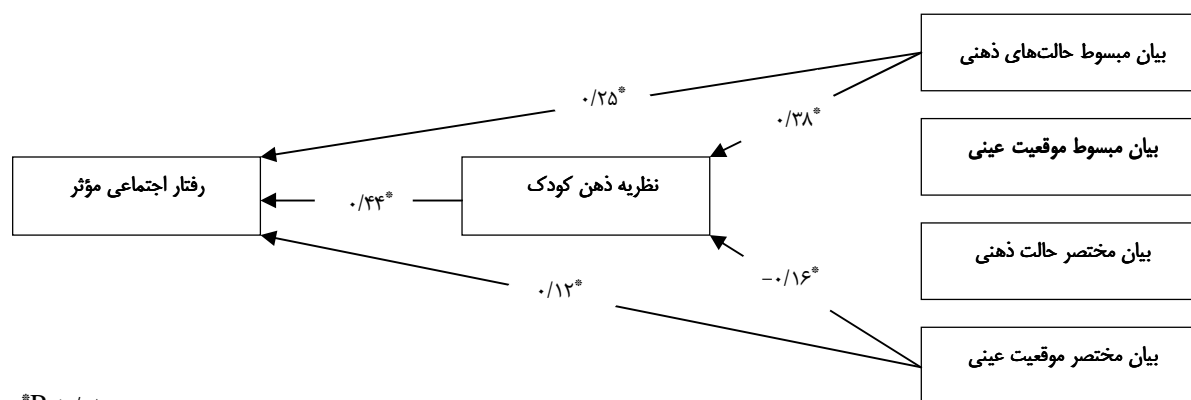 بیان مبسوط حالت‌های ذهنی
۰/۲۵*
۰/۳۸*
بیان مبسوط موقعیت عینی
نظریه ذهن کودک
رفتار اجتماعی مؤثر
۰/۴۴*
بیان مختصر حالت ذهنی
-۰/۱۶*
۰/۱۲*
بیان مختصر موقعیت عینی